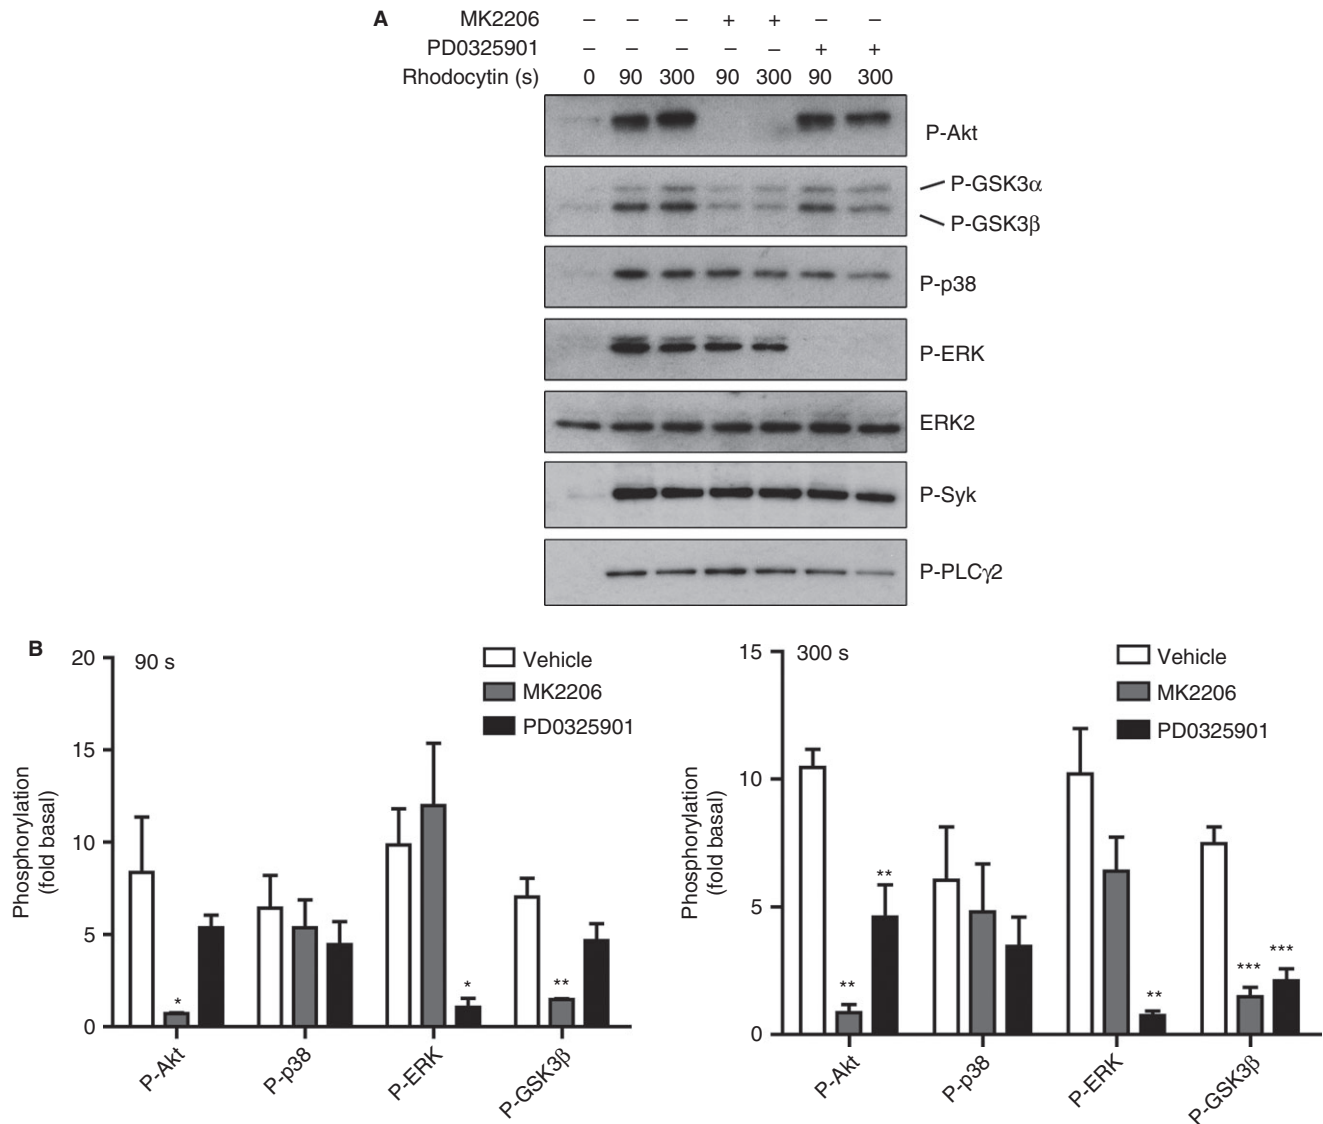 A
MK2206 – – – + + – –
PD0325901 – – – – – + +
Rhodocytin (s) 0 90 300 90 300 90 300
P-Akt
P-GSK3α
P-GSK3β
P-p38
P-ERK
ERK2
P-Syk
P-PLCγ2
B
90 s
Vehicle
MK2206
PD0325901
Phosphorylation
(fold basal)
20
15
10
5
0
*
*
**
P-Akt
P-p38
P-ERK
P-GSK3β
300 s
Vehicle
MK2206
PD0325901
Phosphorylation
(fold basal)
15
10
5
0
**
**
**
***
***
P-Akt
P-p38
P-ERK
P-GSK3β